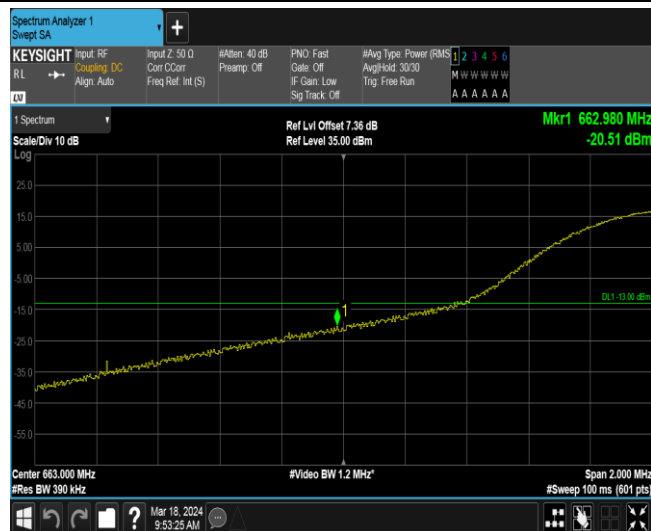 Spectrum Analyzer 1
Swept SA
KEYSIGHT
RL
LXI
Input: RF
Coupling: DC
Align: Auto
Input Z: 50 Ω
Corr CCorr
Freq Ref: Int (S)
#Atten: 40 dB
Preamp: Off
PNO: Fast
Gate: Off
IF Gain: Low
Sig Track: Off
#Avg Type: Power (RMS
Avg|Hold: 30/30
Trig: Free Run
1 2 3 4 5 6
M W W W W W
A A A A A A
1 Spectrum
Scale/Div 10 dB
Log
Ref Lvl Offset 7.36 dB
Ref Level 35.00 dBm
Mkr1 662.980 MHz
-20.51 dBm
25.0
15.0
5.00
-5.00
DL1 -13.00 dBm
1
-15.0
-25.0
-35.0
-45.0
-55.0
Center 663.000 MHz
#Res BW 390 kHz
#Video BW 1.2 MHz*
Span 2.000 MHz
#Sweep 100 ms (601 pts)
Mar 18, 2024
9:53:25 AM